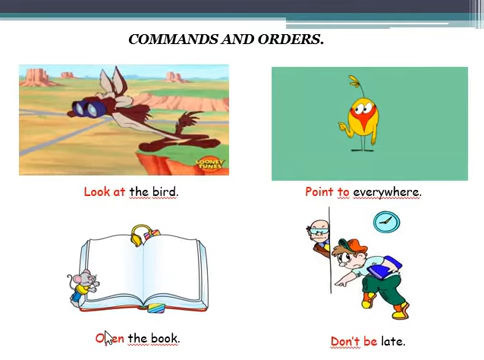 COMMANDS AND ORDERS.
LOONEY TUNES
Look at the bird.
Point to everywhere.
Open the book.
Don't be late.